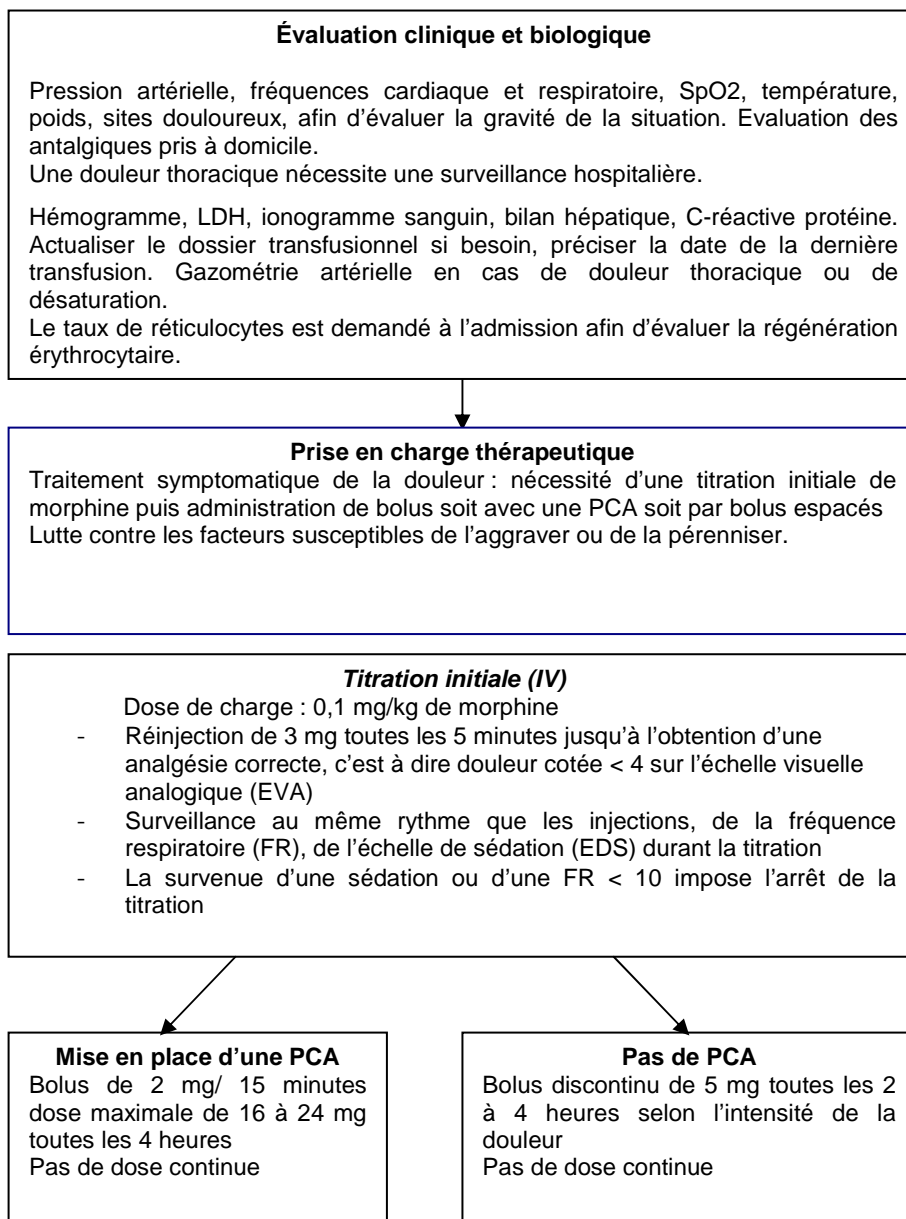 Évaluation clinique et biologique
Pression artérielle, fréquences cardiaque et respiratoire, SpO2, température,
poids, sites douloureux, afin d’évaluer la gravité de la situation. Evaluation des
antalgiques pris à domicile.
Une douleur thoracique nécessite une surveillance hospitalière.
Hémogramme, LDH, ionogramme sanguin, bilan hépatique, C-réactive protéine.
Actualiser le dossier transfusionnel si besoin, préciser la date de la dernière
transfusion. Gazométrie artérielle en cas de douleur thoracique ou de
désaturation.
Le taux de réticulocytes est demandé à l’admission afin d’évaluer la régénération
érythrocytaire.
Prise en charge thérapeutique
Traitement symptomatique de la douleur : nécessité d’une titration initiale de
morphine puis administration de bolus soit avec une PCA soit par bolus espacés
Lutte contre les facteurs susceptibles de l’aggraver ou de la pérenniser.
Titration initiale (IV)
Dose de charge : 0,1 mg/kg de morphine
- Réinjection de 3 mg toutes les 5 minutes jusqu’à l’obtention d’une
analgésie correcte, c’est à dire douleur cotée < 4 sur l’échelle visuelle
analogique (EVA)
- Surveillance au même rythme que les injections, de la fréquence
respiratoire (FR), de l’échelle de sédation (EDS) durant la titration
- La survenue d’une sédation ou d’une FR < 10 impose l’arrêt de la
titration
Mise en place d’une PCA
Bolus de 2 mg/ 15 minutes
dose maximale de 16 à 24 mg
toutes les 4 heures
Pas de dose continue
Pas de PCA
Bolus discontinu de 5 mg toutes les 2
à 4 heures selon l’intensité de la
douleur
Pas de dose continue